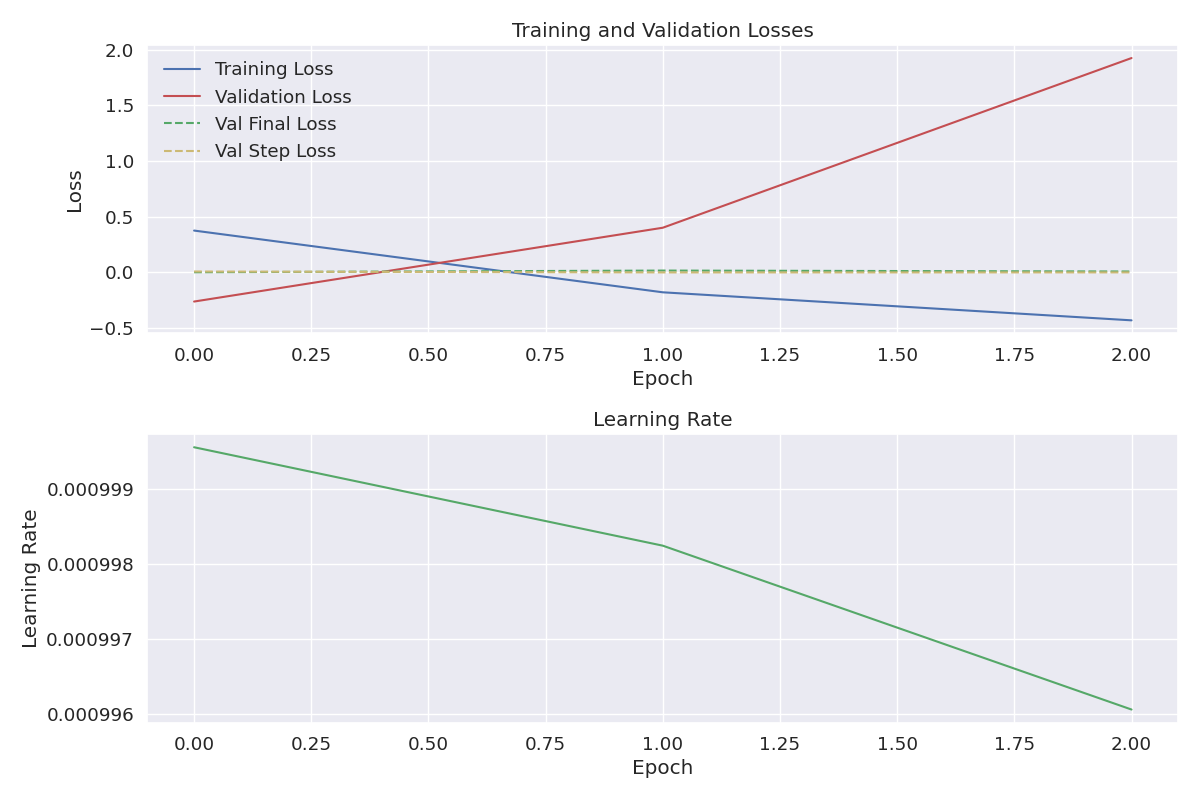 Training and Validation Losses
2.0
1.5
1.0
0.5
0.0
−0.5
Loss
Training Loss
Validation Loss
Val Final Loss
Val Step Loss
0.00 0.25 0.50 0.75 1.00 1.25 1.50 1.75 2.00
Epoch
Learning Rate
0.000999
0.000998
0.000997
0.000996
Learning Rate
0.00 0.25 0.50 0.75 1.00 1.25 1.50 1.75 2.00
Epoch